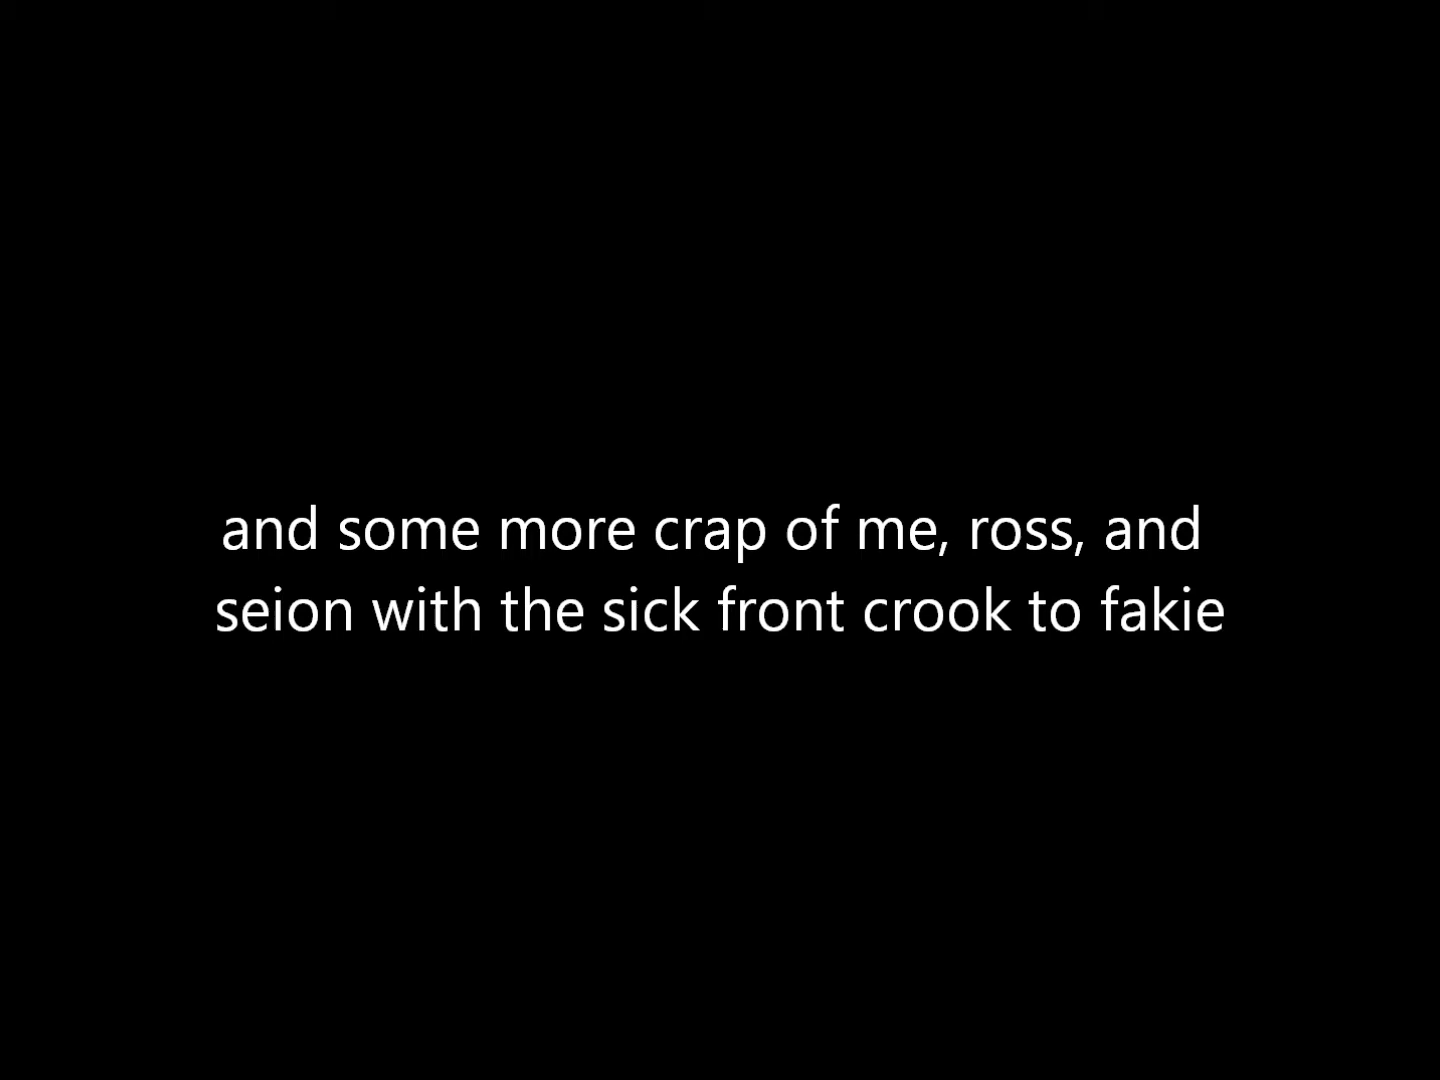 and some more crap of me, ross, and
seion with the sick front crook to fakie